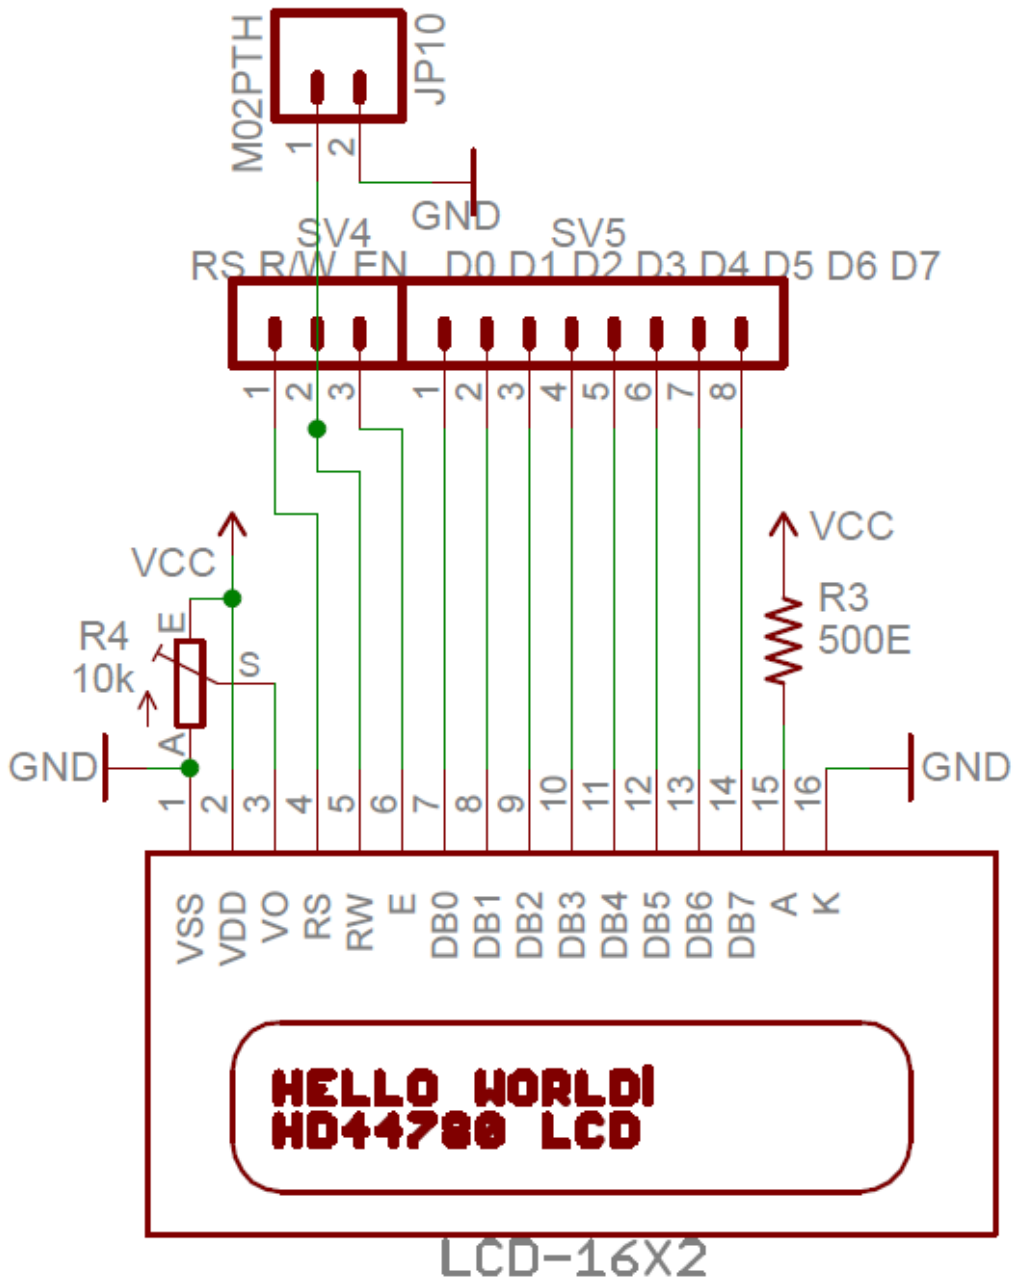 M02PTH
JP10
1 2
GND
SV4 SV5
RS R/W EN D0 D1 D2 D3 D4 D5 D6 D7
1 2 3 1 2 3 4 5 6 7 8
VCC VCC
R4
10k
E
S
A
R3
500E
GND GND
1 2 3 4 5 6 7 8 9 10 11 12 13 14 15 16
VSS VDD VO RS RW E DB0 DB1 DB2 DB3 DB4 DB5 DB6 DB7 A K
HELLO WORLD!
HD44780 LCD
LCD-16X2